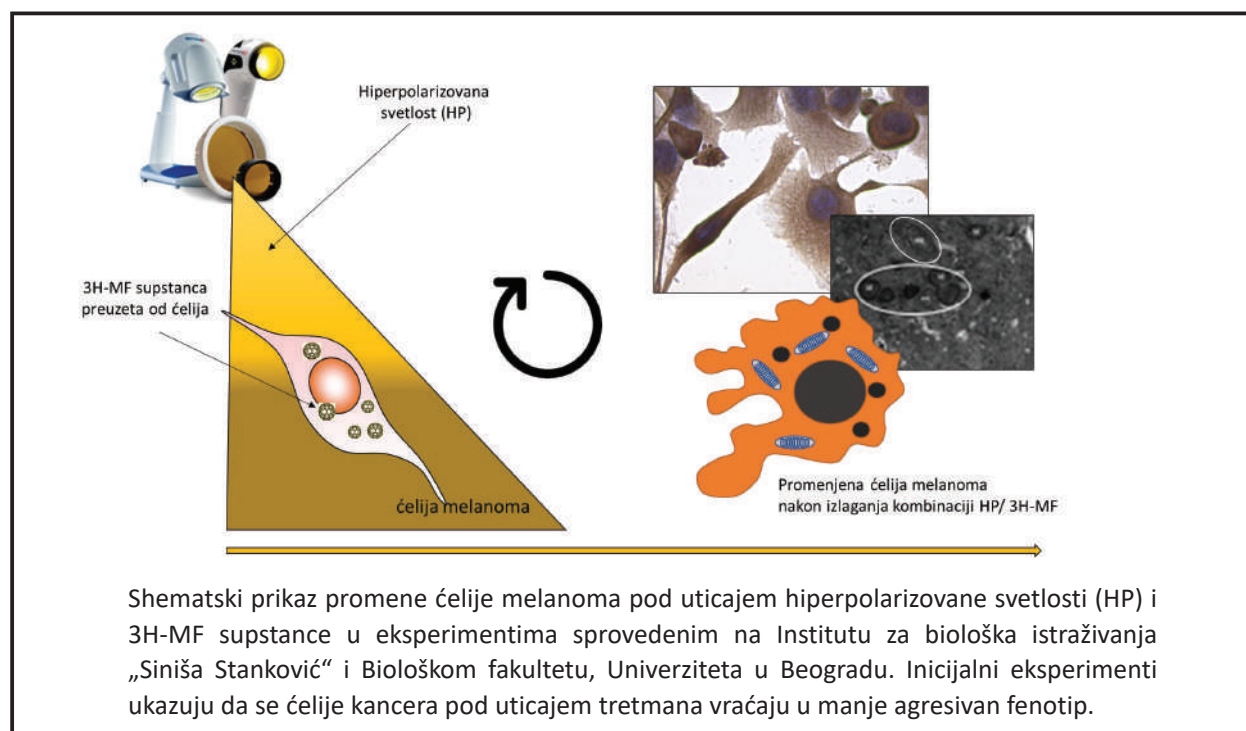 Hiperpolarizovana
svetlost (HP)
3H-MF supstanca
preuzeta od ćelija
ćelija melanoma
Promenjena ćelija melanoma
nakon izlaganja kombinaciji HP/ 3H-MF
Shematski prikaz promene ćelije melanoma pod uticajem hiperpolarizovane svetlosti (HP) i
3H-MF supstance u eksperimentima sprovedenim na Institutu za biološka istraživanja
„Siniša Stanković“ i Biološkom fakultetu, Univerziteta u Beogradu. Inicijalni eksperimenti
ukazuju da se ćelije kancera pod uticajem tretmana vraćaju u manje agresivan fenotip.